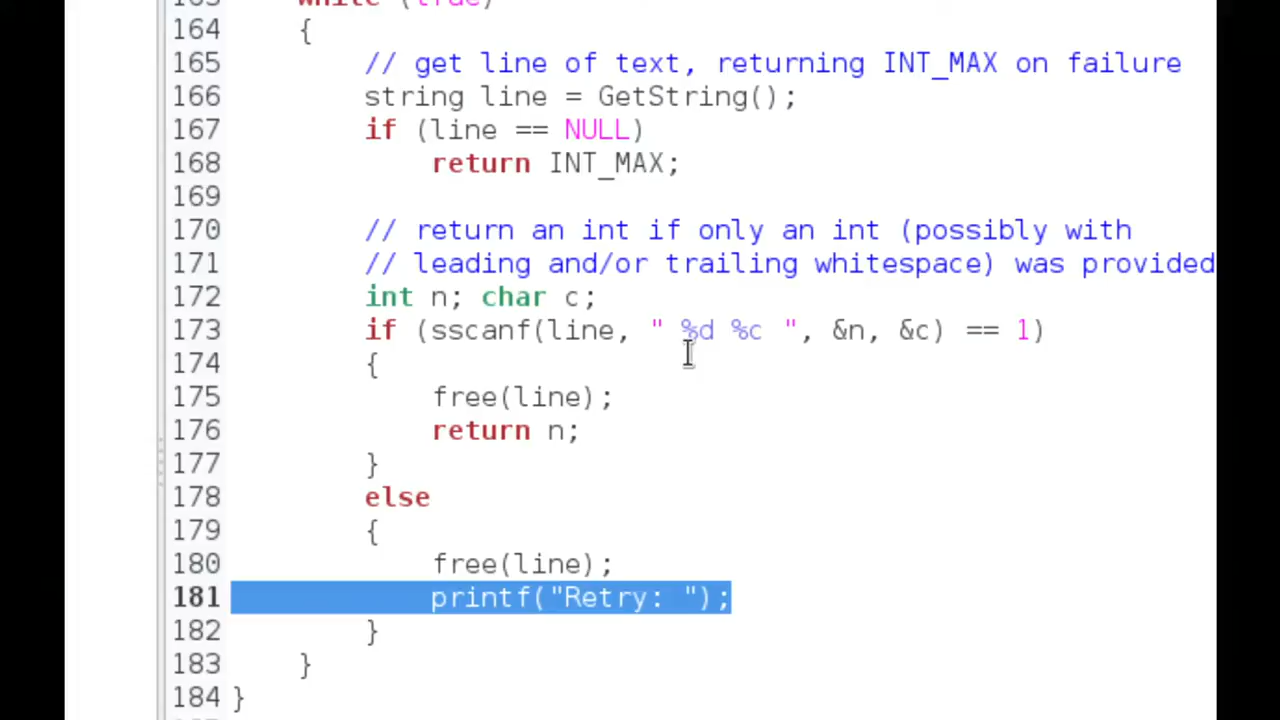 163     while (true)
164     {
165         // get line of text, returning INT_MAX on failure
166         string line = GetString();
167         if (line == NULL)
168             return INT_MAX;
169
170         // return an int if only an int (possibly with
171         // leading and/or trailing whitespace) was provided
172         int n; char c;
173         if (sscanf(line, " %d %c ", &n, &c) == 1)
174         {
175             free(line);
176             return n;
177         }
178         else
179         {
180             free(line);
181             printf("Retry: ");
182         }
183     }
184 }